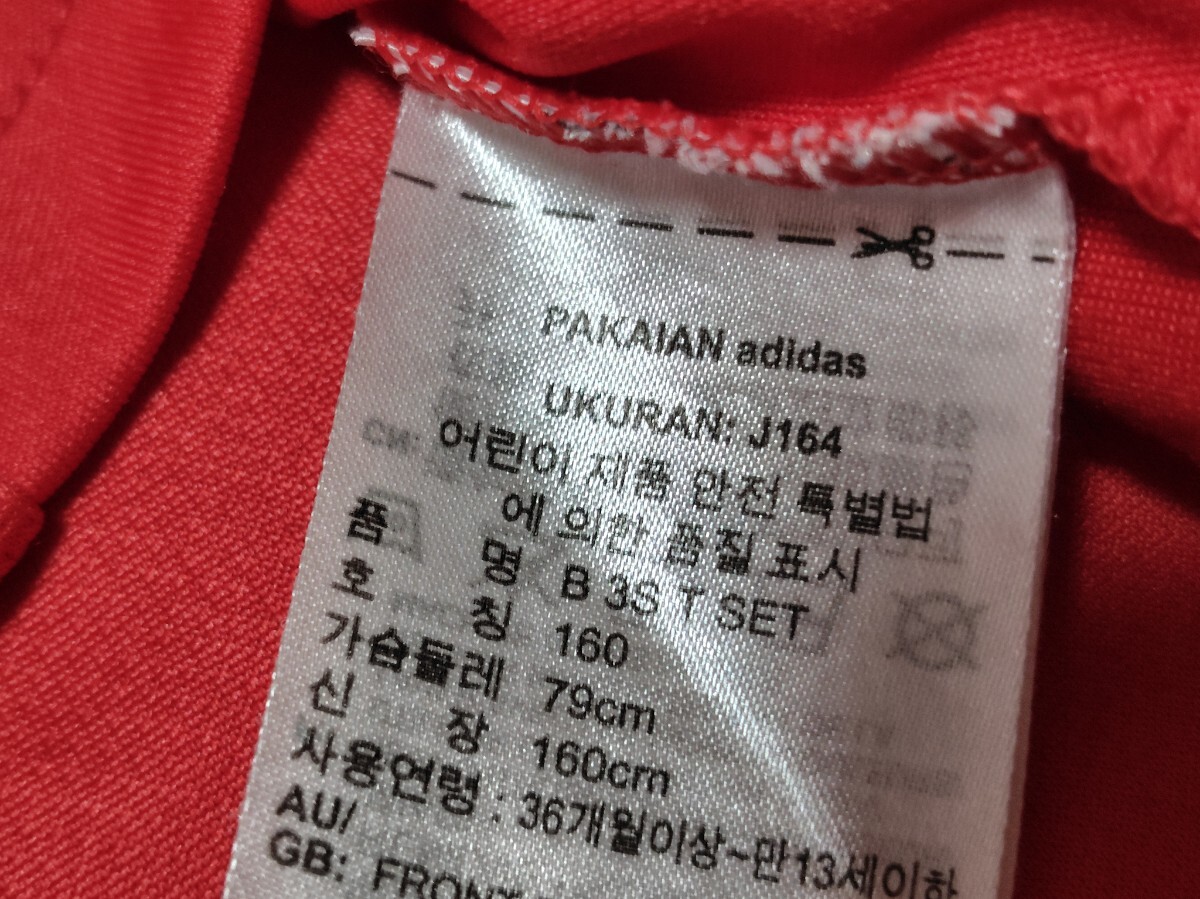 PAKAIAN adidas
UKURAN: J164
어린이 제품 안전 특별법
에 의한 품질 표시
품 명 B 3S T SET
호 칭 160
가슴둘레 79cm
신 장 160cm
사용연령 : 36개월이상~만13세이하
AU/
GB: FRONT
CN: